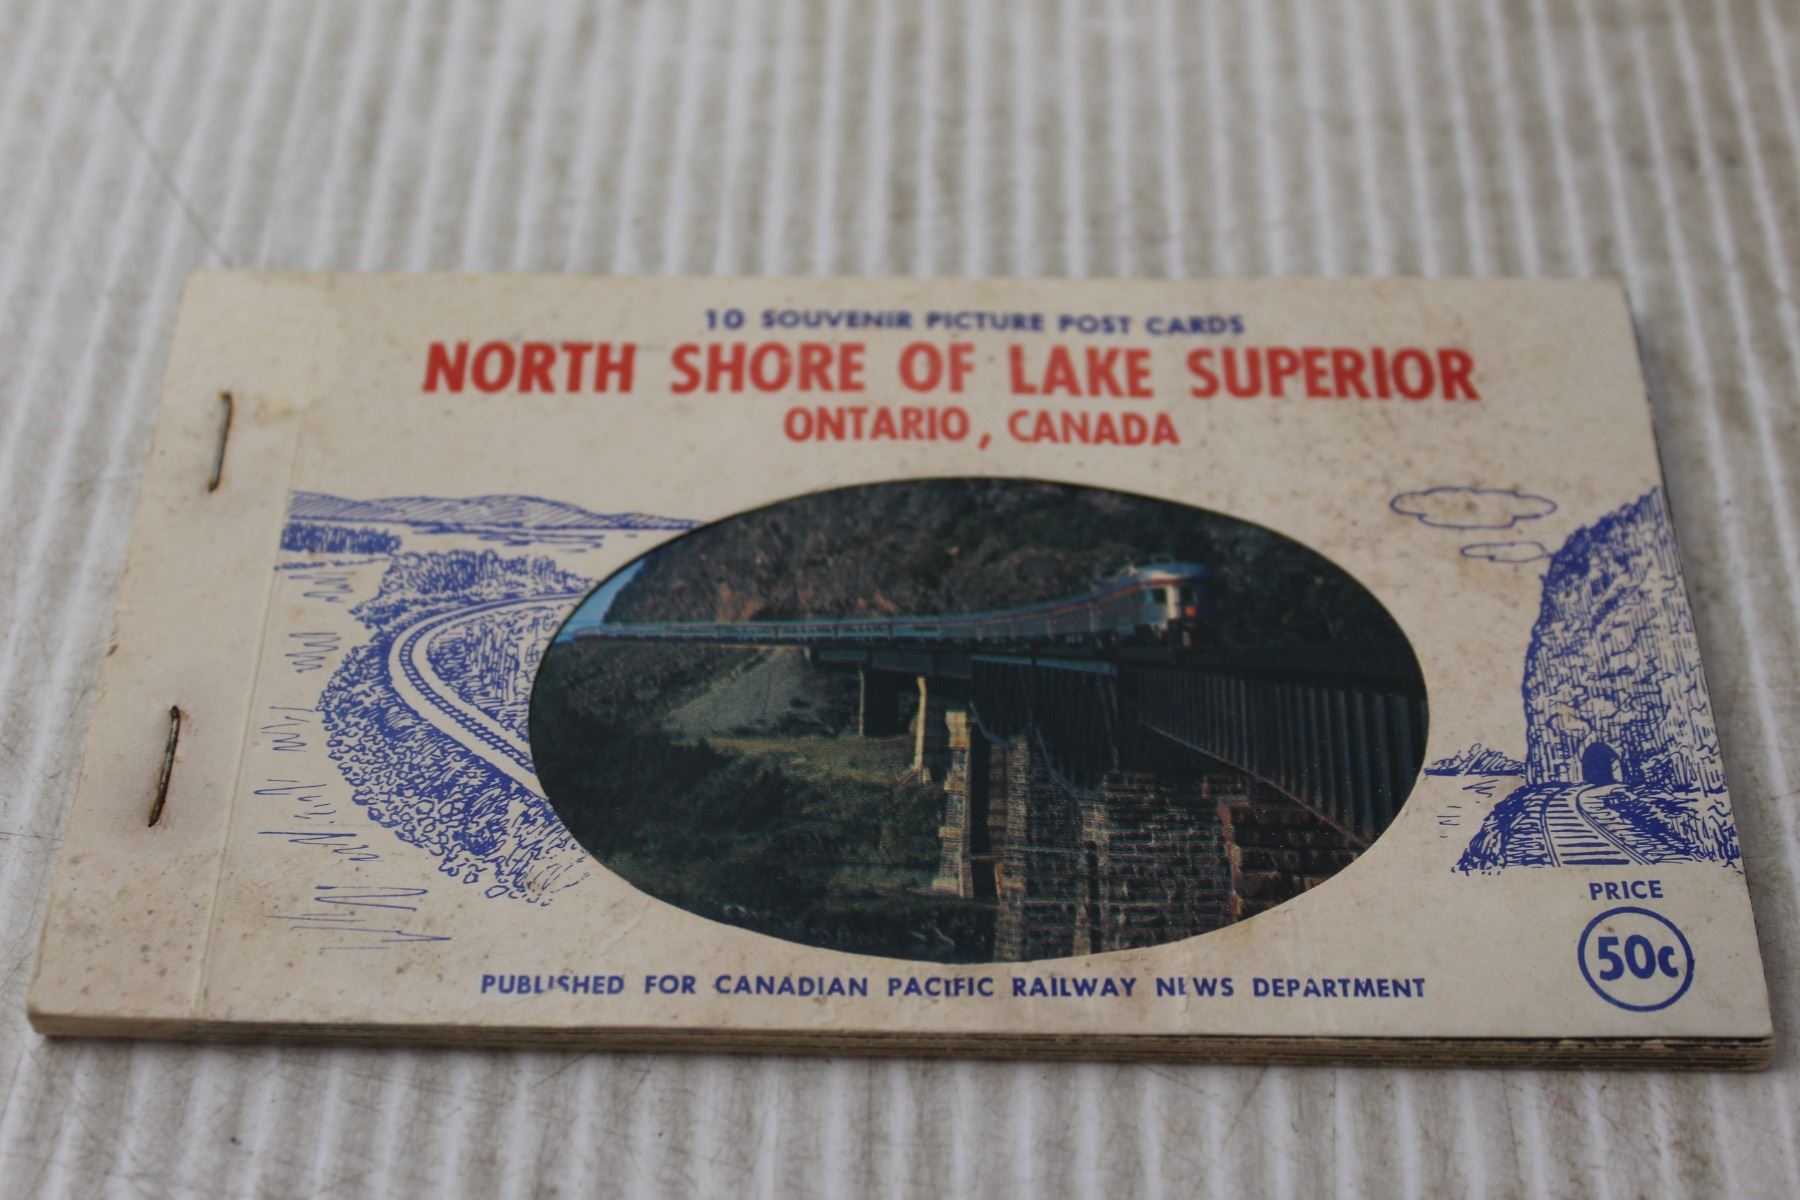 10 SOUVENIR PICTURE POST CARDS
NORTH SHORE OF LAKE SUPERIOR
ONTARIO, CANADA
PRICE
50c
PUBLISHED FOR CANADIAN PACIFIC RAILWAY NEWS DEPARTMENT